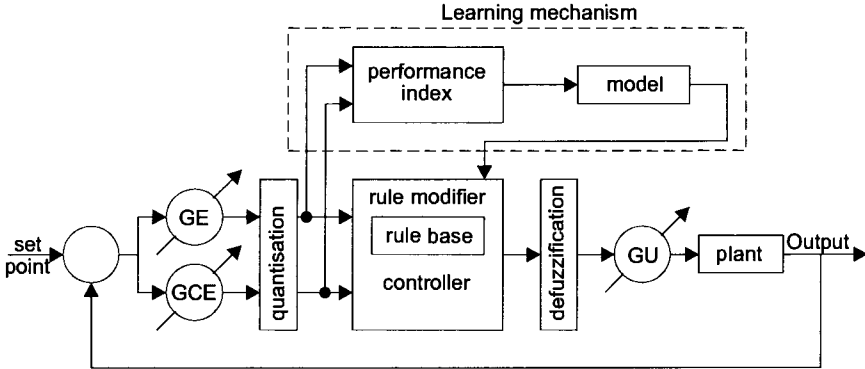 Learning mechanism
performance
index
model
set
point
GE
GCE
quantisation
rule modifier
rule base
controller
defuzzification
GU
plant
Output